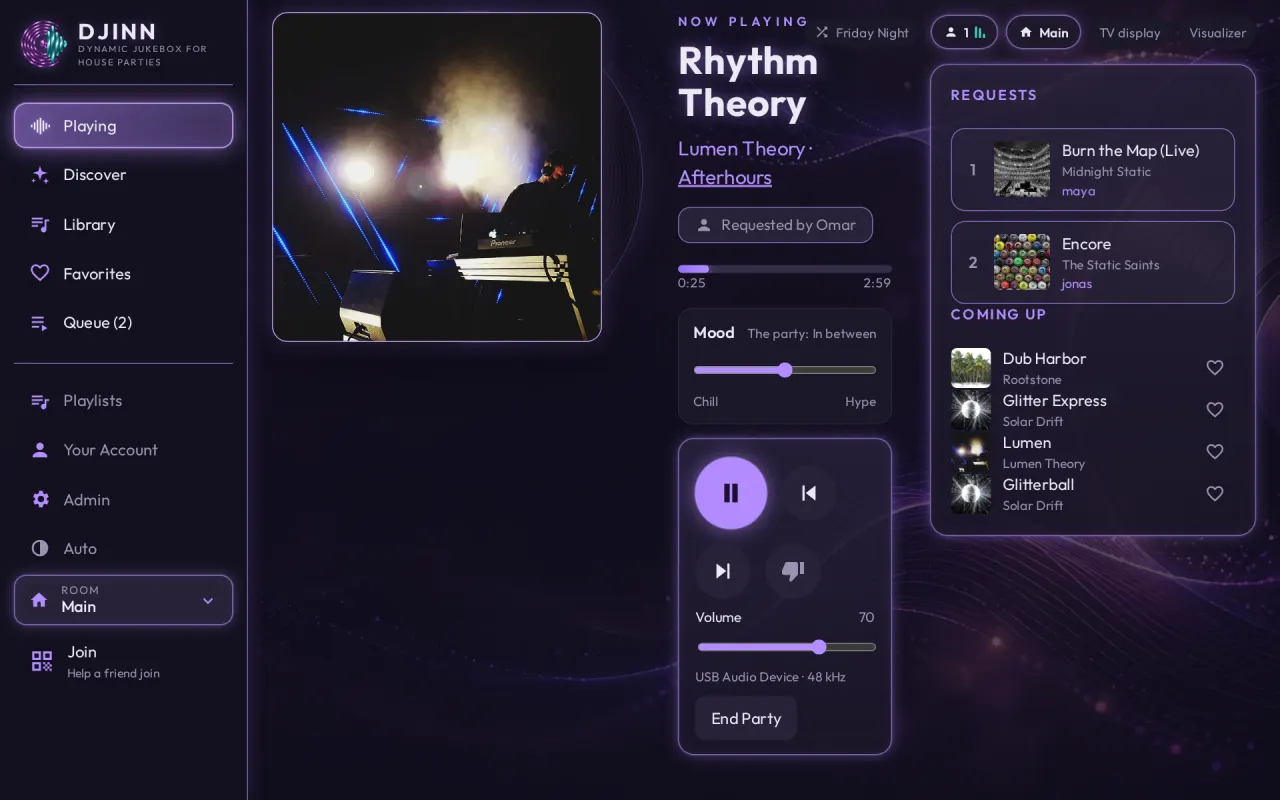 DJINN
DYNAMIC JUKEBOX FOR
HOUSE PARTIES
Playing
Discover
Library
Favorites
Queue (2)
Playlists
Your Account
Admin
Auto
ROOM
Main
Join
Help a friend join
Pioneer
NOW PLAYING
Rhythm
Theory
Lumen Theory ·
Afterhours
Requested by Omar
0:25 2:59
Mood The party: In between
Chill Hype
Volume 70
USB Audio Device · 48 kHz
End Party
Friday Night
1
Main
TV display
Visualizer
REQUESTS
1
Burn the Map (Live)
Midnight Static
maya
2
Encore
The Static Saints
jonas
COMING UP
Dub Harbor
Rootstone
Glitter Express
Solar Drift
Lumen
Lumen Theory
Glitterball
Solar Drift